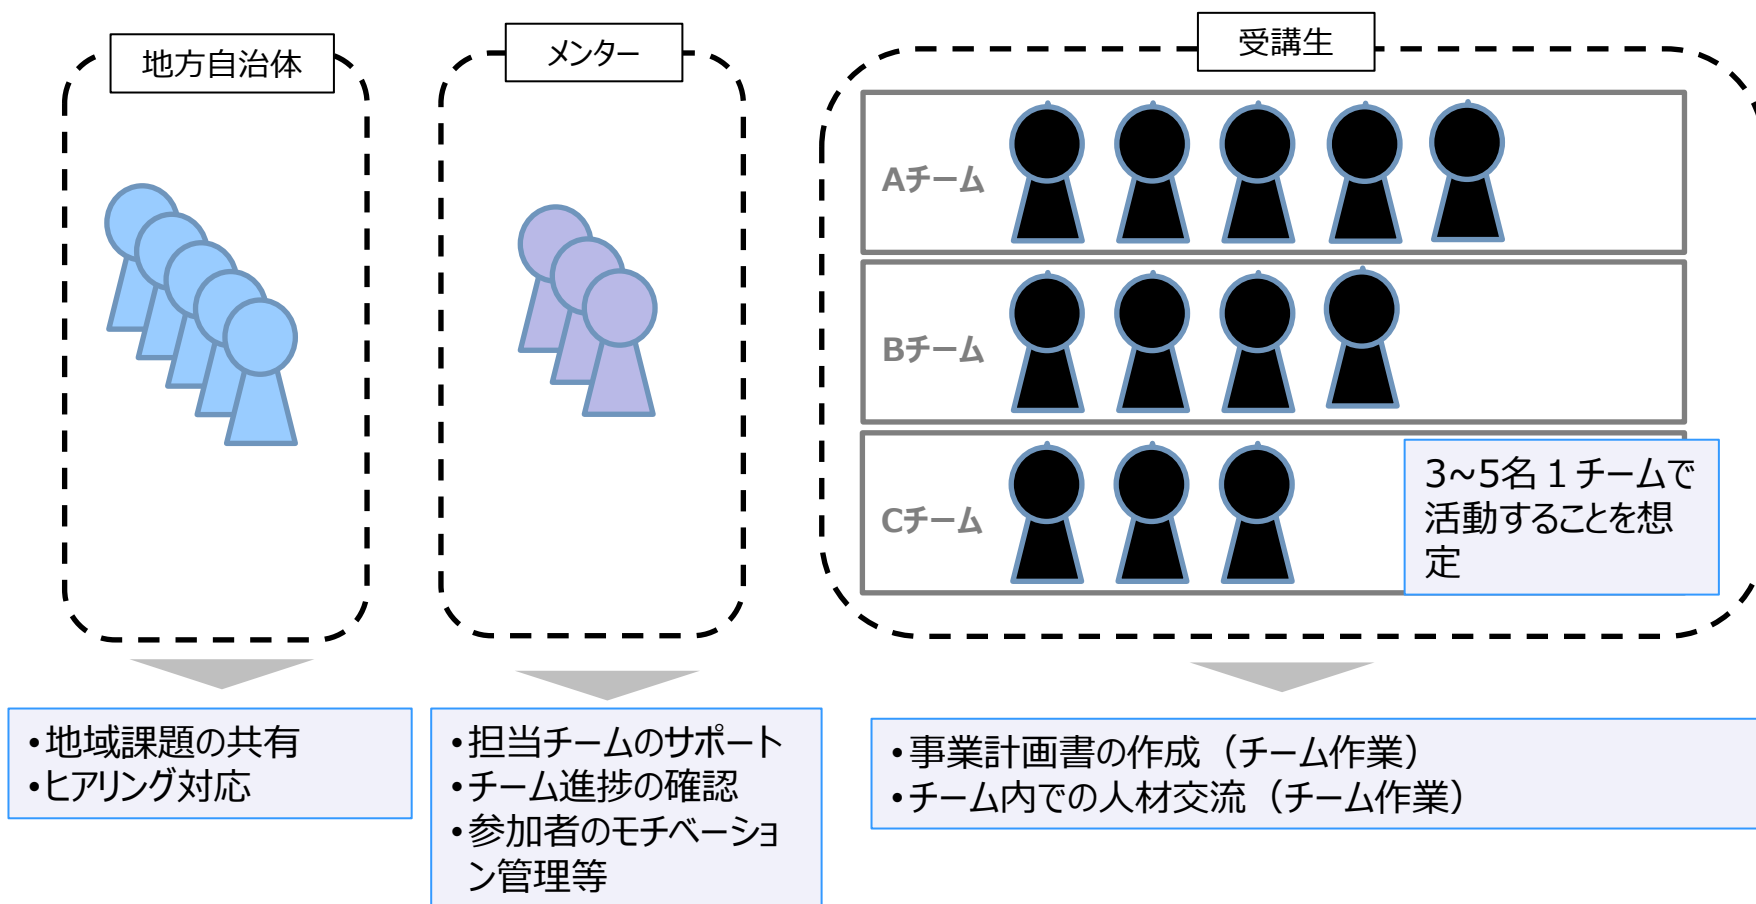 地方自治体
メンター
受講生
Aチーム
Bチーム
Cチーム
3~5名１チームで
活動することを想
定
•地域課題の共有
•ヒアリング対応
•担当チームのサポート
•チーム進捗の確認
•参加者のモチベーショ
ン管理等
•事業計画書の作成（チーム作業）
•チーム内での人材交流（チーム作業）